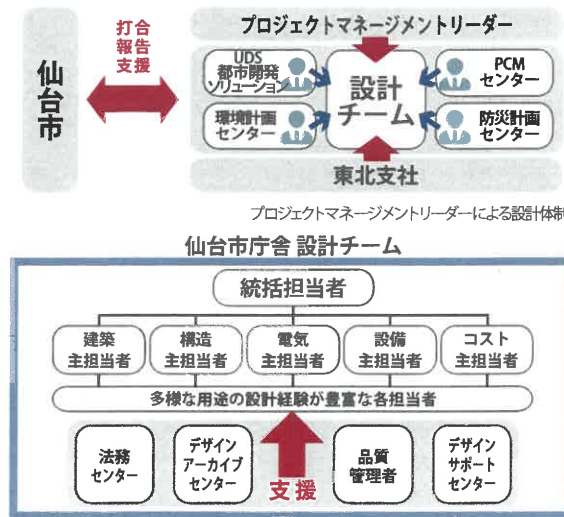 打合
報告
支援
仙台市
プロジェクトマネージメントリーダー
UDS
都市開発
ソリューション
PCM
センター
設計
チーム
環境計画
センター
防災計画
センター
東北支社
プロジェクトマネージメントリーダーによる設計体制
仙台市庁舎 設計チーム
統括担当者
建築
主担当者
構造
主担当者
電気
主担当者
設備
主担当者
コスト
主担当者
多様な用途の設計経験が豊富な各担当者
法務
センター
デザイン
アーカイブ
センター
支援
品質
管理者
デザイン
サポート
センター